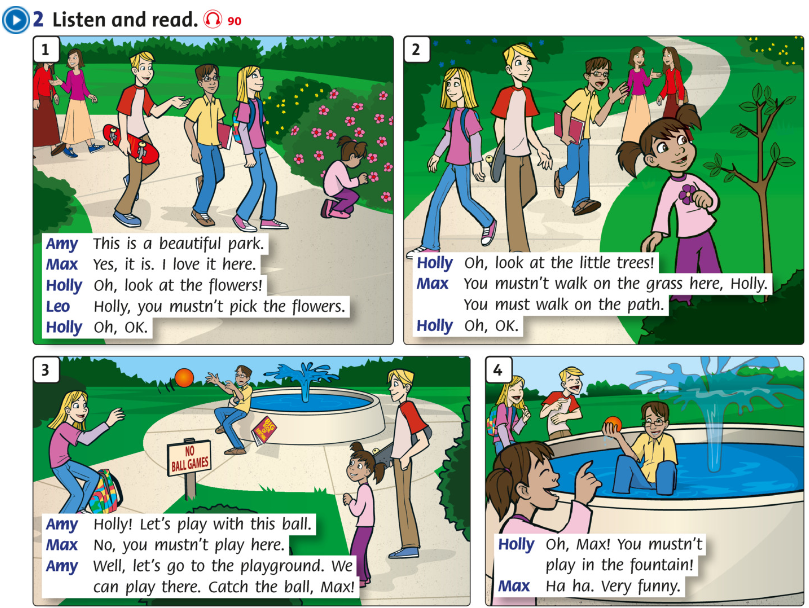 2 Listen and read. 90
1
Amy This is a beautiful park.
Max Yes, it is. I love it here.
Holly Oh, look at the flowers!
Leo Holly, you mustn't pick the flowers.
Holly Oh, OK.
2
Holly Oh, look at the little trees!
Max You mustn't walk on the grass here, Holly.
You must walk on the path.
Holly Oh, OK.
3
NO
BALL GAMES
Amy Holly! Let's play with this ball.
Max No, you mustn't play here.
Amy Well, let's go to the playground. We
can play there. Catch the ball, Max!
4
Holly Oh, Max! You mustn't
play in the fountain!
Max Ha ha. Very funny.